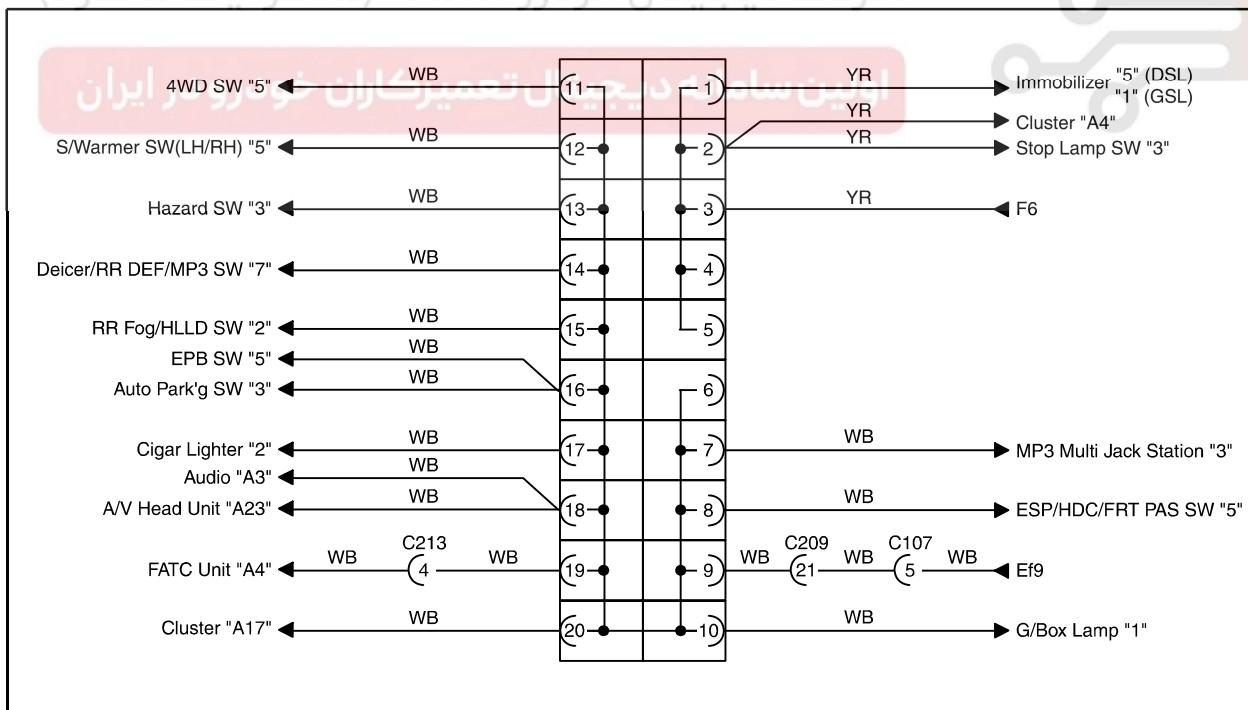 اولین سامانه دیجیتال تعمیرکاران خودرو در ایران
4WD SW "5" WB 11 1 YR Immobilizer "5" (DSL)
"1" (GSL)
YR Cluster "A4"
S/Warmer SW(LH/RH) "5" WB 12 2 YR Stop Lamp SW "3"
Hazard SW "3" WB 13 3 YR F6
Deicer/RR DEF/MP3 SW "7" WB 14 4
RR Fog/HLLD SW "2" WB 15 5
EPB SW "5" WB
Auto Park'g SW "3" WB 16 6
Cigar Lighter "2" WB 17 7 WB MP3 Multi Jack Station "3"
Audio "A3" WB
A/V Head Unit "A23" WB 18 8 WB ESP/HDC/FRT PAS SW "5"
C213 C209 C107
FATC Unit "A4" WB 4 WB 19 9 WB 21 WB 5 WB Ef9
Cluster "A17" WB 20 10 WB G/Box Lamp "1"